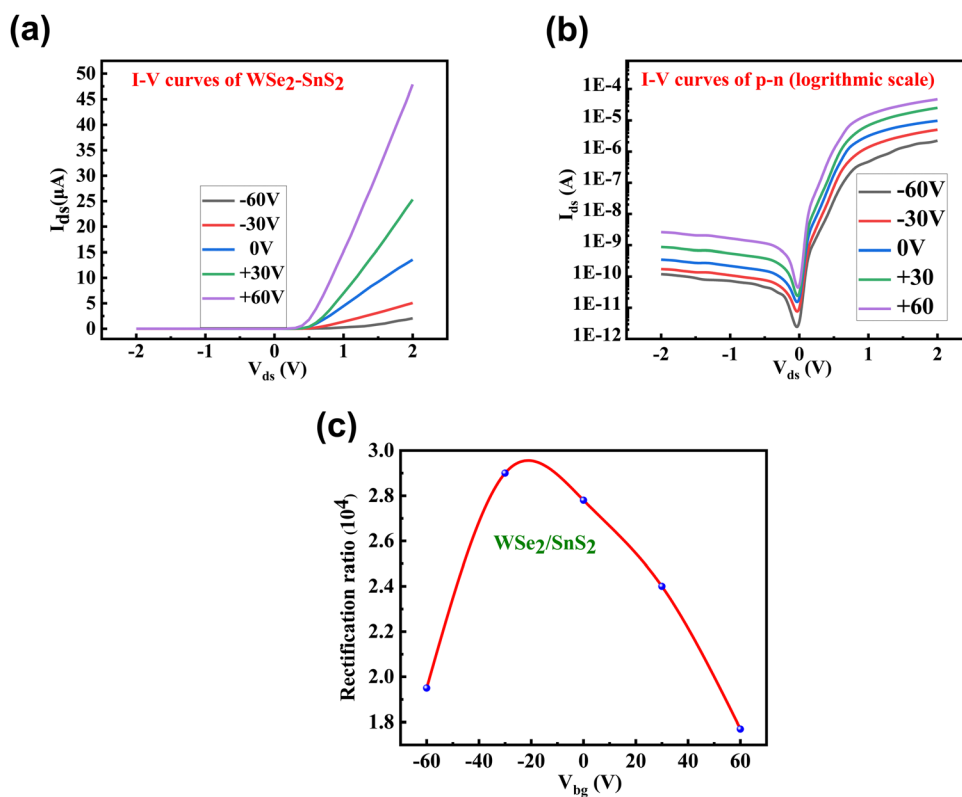 (a)
I-V curves of WSe2-SnS2
50
45
40
35
30
25
20
15
10
5
0
Ids(μA)
-60V
-30V
0V
+30V
+60V
-2
-1
0
1
2
Vds (V)
(b)
I-V curves of p-n (logrithmic scale)
1E-4
1E-5
1E-6
1E-7
1E-8
1E-9
1E-10
1E-11
1E-12
Ids (A)
-60V
-30V
0V
+30
+60
-2
-1
0
1
2
Vds (V)
(c)
3.0
2.8
2.6
2.4
2.2
2.0
1.8
Rectification ratio (104)
WSe2/SnS2
-60
-40
-20
0
20
40
60
Vbg (V)